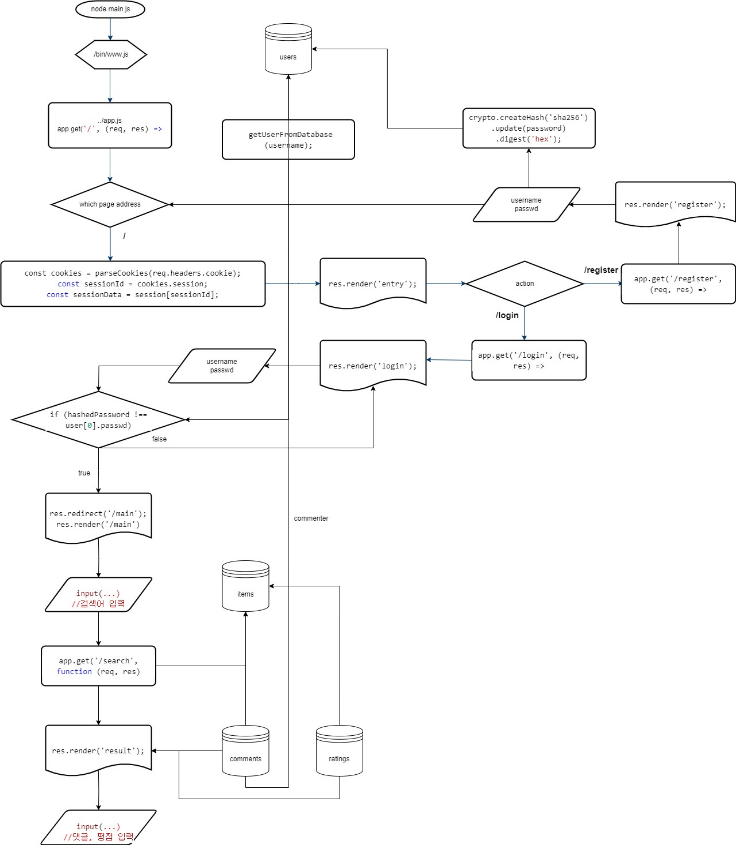 node main.js
/bin/www.js
../app.js
app.get('/', (req, res) =>
users
getUserFromDatabase
(username);
crypto.createHash('sha256')
.update(password)
.digest('hex');
which page address
username
passwd
res.render('register');
/
const cookies = parseCookies(req.headers.cookie);
const sessionId = cookies.session;
const sessionData = session[sessionId];
res.render('entry');
action
/register
app.get('/register',
(req, res) =>
/login
app.get('/login', (req,
res) =>
res.render('login');
username
passwd
if (hashedPassword !==
user[0].passwd)
false
true
res.redirect('/main');
res.render('/main')
commenter
input(...)
//검색어 입력
items
app.get('/search',
function (req, res)
res.render('result');
comments
ratings
input(...)
//댓글, 평점 입력